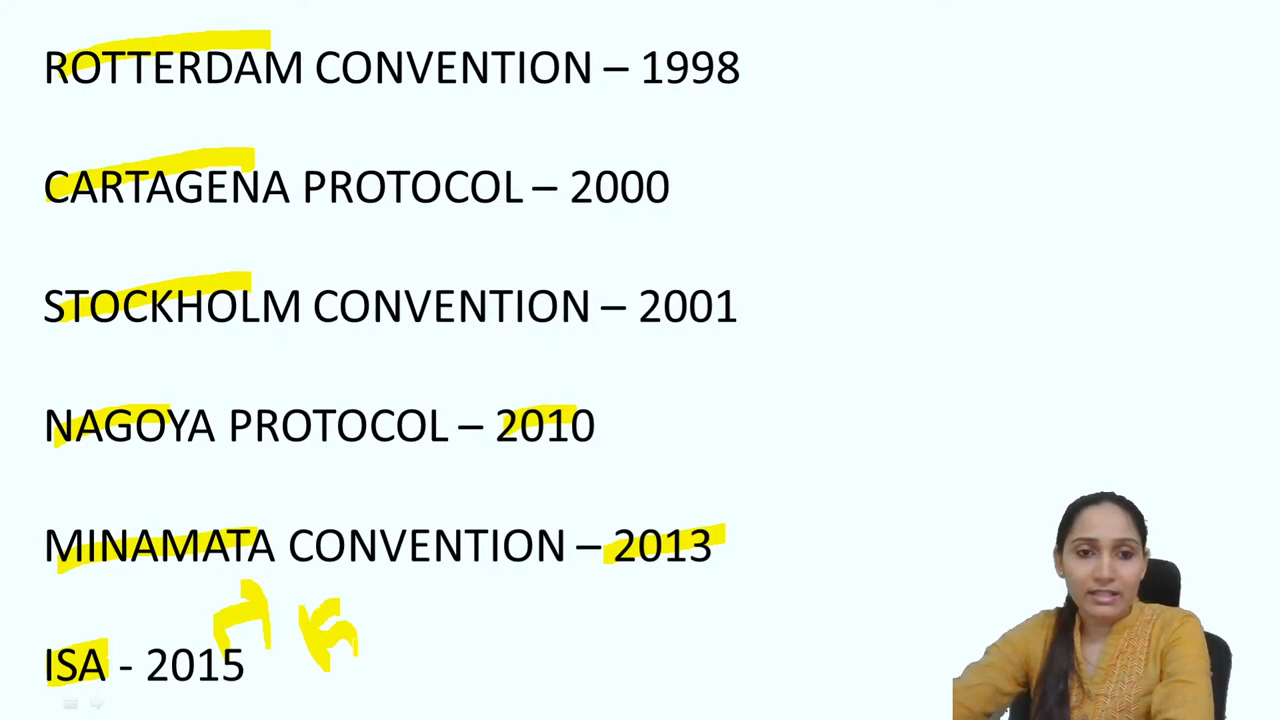 ROTTERDAM CONVENTION – 1998
CARTAGENA PROTOCOL – 2000
STOCKHOLM CONVENTION – 2001
NAGOYA PROTOCOL – 2010
MINAMATA CONVENTION – 2013
ISA - 2015